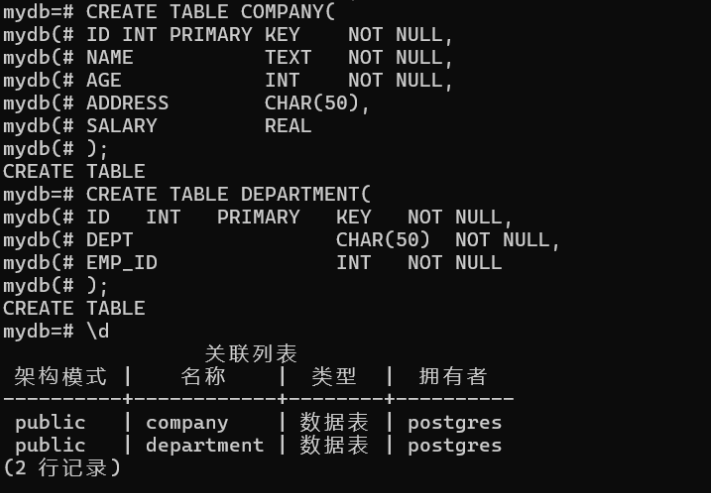 mydb=# CREATE TABLE COMPANY(
mydb(# ID INT PRIMARY KEY    NOT NULL,
mydb(# NAME           TEXT   NOT NULL,
mydb(# AGE            INT    NOT NULL,
mydb(# ADDRESS        CHAR(50),
mydb(# SALARY         REAL
mydb(# );
CREATE TABLE
mydb=# CREATE TABLE DEPARTMENT(
mydb(# ID   INT   PRIMARY   KEY   NOT NULL,
mydb(# DEPT                 CHAR(50)  NOT NULL,
mydb(# EMP_ID               INT   NOT NULL
mydb(# );
CREATE TABLE
mydb=# \d
                 关联列表
 架构模式 |    名称    |  类型  |  拥有者
----------+------------+--------+----------
 public   | company    | 数据表 | postgres
 public   | department | 数据表 | postgres
(2 行记录)